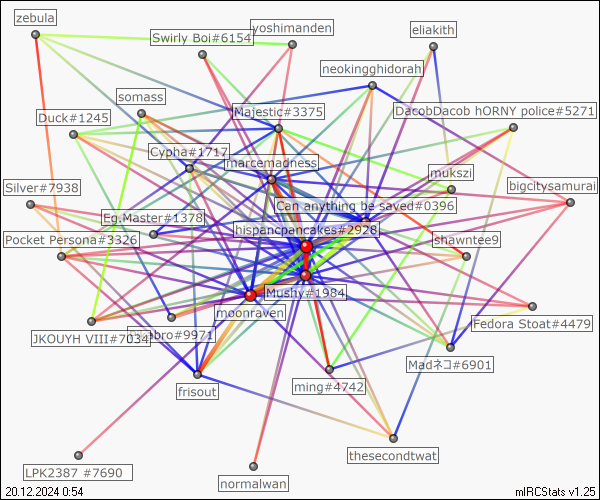 zebula
yoshimanden
eliakith
Swirly Boi#6154
neokingghidorah
somass
Majestic#3375
DacobDacob hORNY police#5271
Duck#1245
Cypha#1717
marcemadness
mukszi
Silver#7938
bigcitysamurai
Can anything be saved#0396
Eg.Master#1378
hispancpancakes#2928
Pocket Persona#3326
shawntee9
Mushy#1984
moonraven
Fedora Stoat#4479
JKOUYH VIII#7034
#9971
Madネコ#6901
frisout
ming#4742
thesecondtwat
LPK2387 #7690
normalwan
20.12.2024 0:54
mIRCStats v1.25